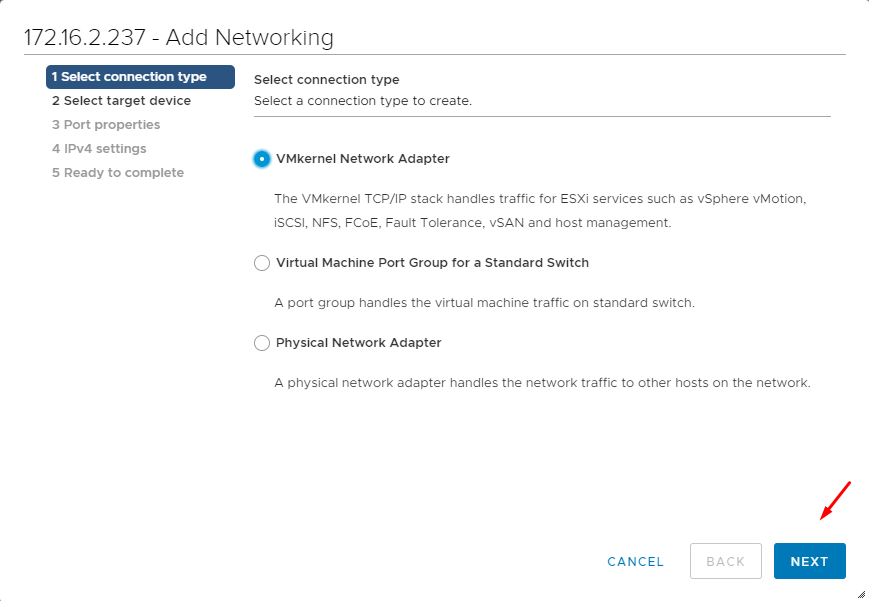 172.16.2.237 - Add Networking
1 Select connection type
2 Select target device
3 Port properties
4 IPv4 settings
5 Ready to complete
Select connection type
Select a connection type to create.
VMkernel Network Adapter
The VMkernel TCP/IP stack handles traffic for ESXi services such as vSphere vMotion,
iSCSI, NFS, FCoE, Fault Tolerance, vSAN and host management.
Virtual Machine Port Group for a Standard Switch
A port group handles the virtual machine traffic on standard switch.
Physical Network Adapter
A physical network adapter handles the network traffic to other hosts on the network.
CANCEL
BACK
NEXT